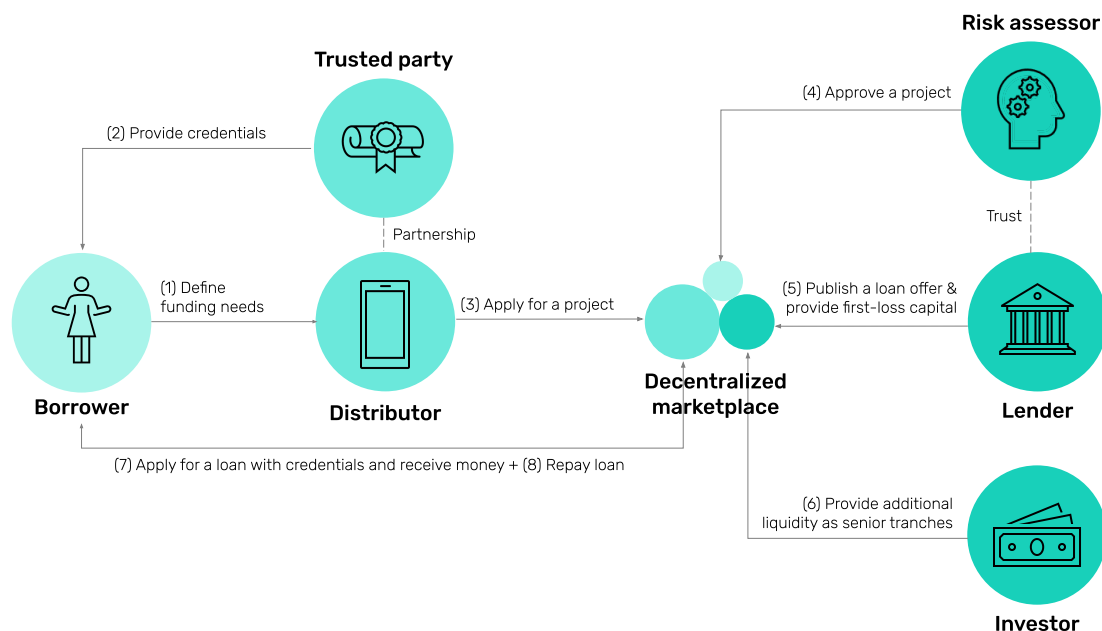 Risk assessor
Trusted party
(4) Approve a project
(2) Provide credentials
Trust
Partnership
(1) Define
funding needs
(3) Apply for a project
(5) Publish a loan offer &
provide first-loss capital
Decentralized
marketplace
Borrower
Distributor
Lender
(7) Apply for a loan with credentials and receive money + (8) Repay loan
(6) Provide additional
liquidity as senior tranches
Investor